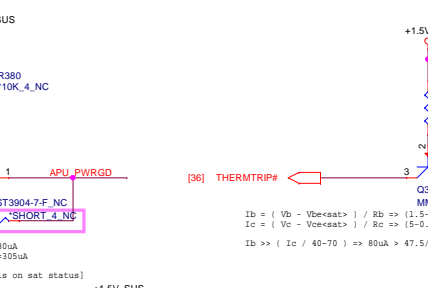 SUS
+1.5V
R380
*10K_4_NC
2
1
APU_PWRGD
[36] THERMTRIP#
3
Q3
MM
ST3904-7-F_NC
*SHORT_4_NC
Ib = ( Vb - Vbe<sat> ) / Rb => (1.5-
Ic = ( Vc - Vce<sat> ) / Rc => (5-0.
30uA
=305uA
Ib >> ( Ic / 40-70 ) => 80uA > 47.5/
is on sat status]
+1.5V_SUS